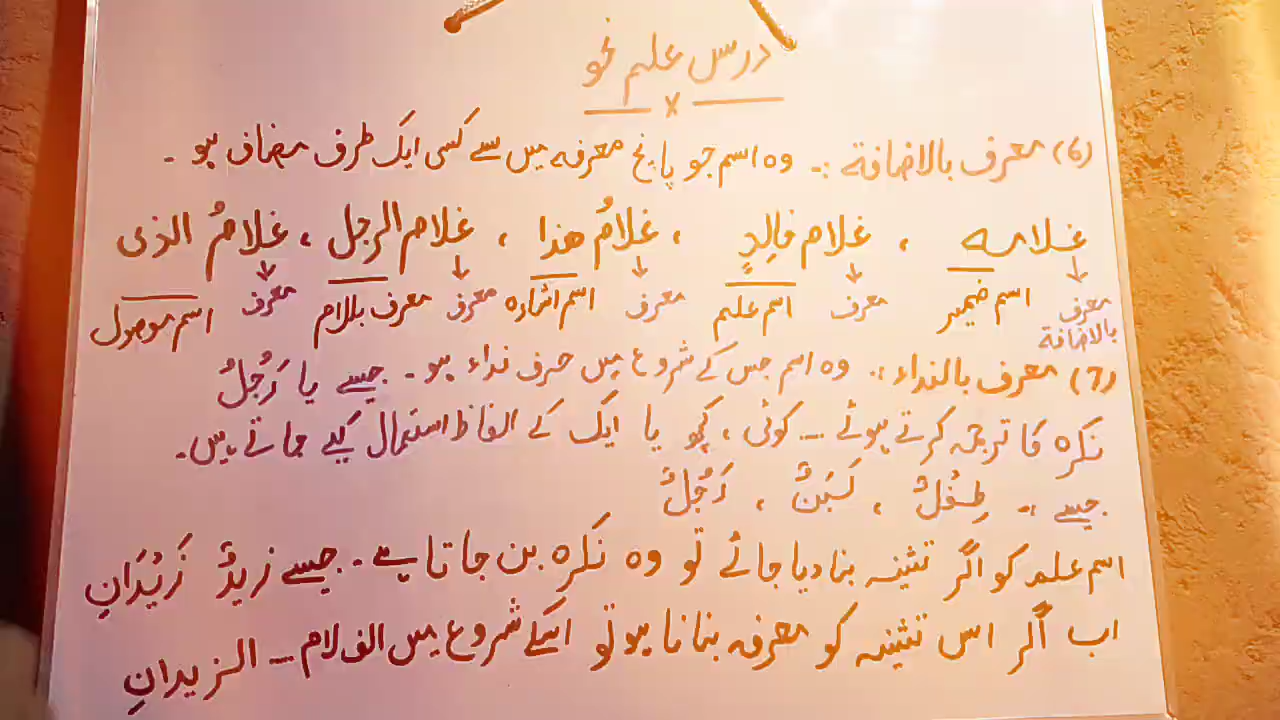 درس علم نحو
(6) معرف بالاضافة :۔ وہ اسم جو پانچ معرفہ میں سے کسی ایک طرف مضاف ہو ۔
غلامہ ، غلام خالدٍ ، غلامُ ھذا ، غلام الرجل ، غلامُ الذی
معرف بالاضافة اسم ضمیر معرف اسم علم معرف اسم اشارہ معرف معرف باللام معرف اسم موصول
(7) معرف بالنداء :۔ وہ اسم جس کے شروع میں حرف نداء ہو ۔ جیسے یا رَجُلُ
نکرہ کا ترجمہ کرتے ہوئے ... کوئی ، کچھ یا ایک کے الفاظ استعمال کیے جاتے ہیں۔
جیسے :۔ طِفْلٌ ، لَبَنٌ ، رَجُلٌ
اسم علم کو اگر تثنیہ بنا دیا جائے تو وہ نکرہ بن جاتا ہے ۔ جیسے زیدٌ زَیْدَانِ
اب اگر اس تثنیہ کو معرفہ بنانا ہو تو اسکے شروع میں الف لام ... الزیدانِ